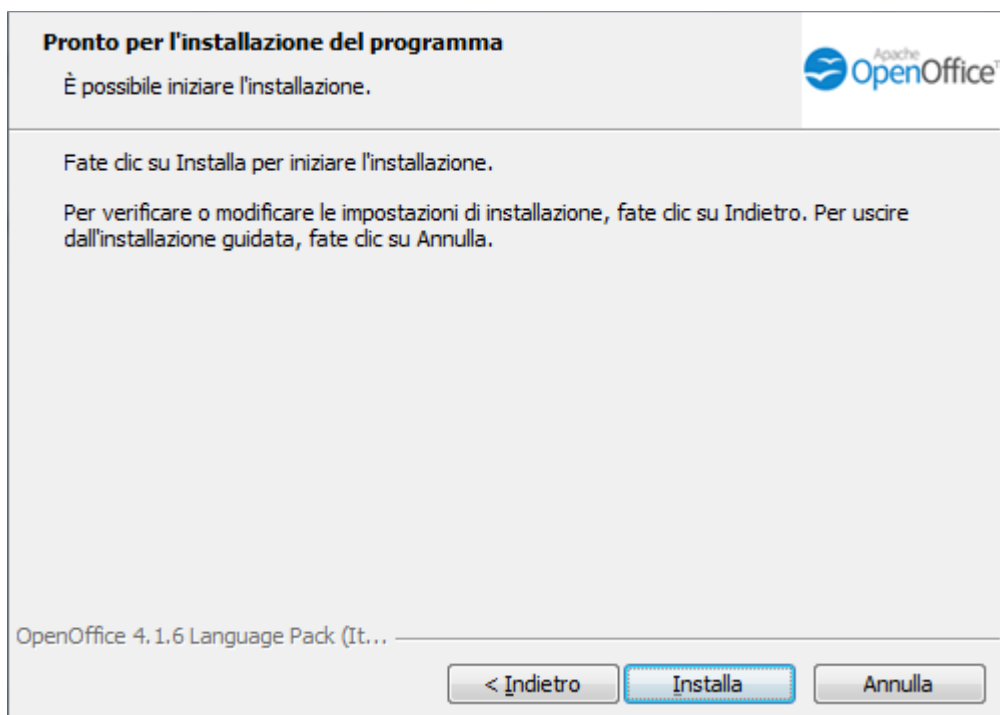 Pronto per l'installazione del programma
È possibile iniziare l'installazione.
Apache
OpenOffice™
Fate clic su Installa per iniziare l'installazione.
Per verificare o modificare le impostazioni di installazione, fate clic su Indietro. Per uscire
dall'installazione guidata, fate clic su Annulla.
OpenOffice 4.1.6 Language Pack (It...
< Indietro
Installa
Annulla